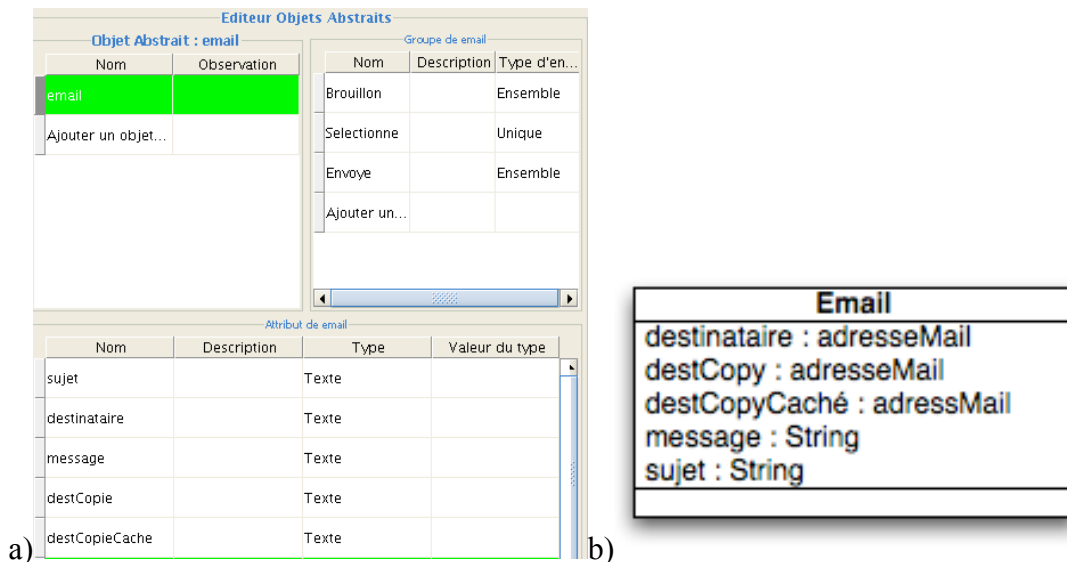 Editeur Objets Abstraits
Objet Abstrait : email
Nom Observation
email
Ajouter un objet...
Groupe de email
Nom Description Type d'en...
Brouillon Ensemble
Selectionne Unique
Envoye Ensemble
Ajouter un...
Attribut de email
Nom Description Type Valeur du type
sujet Texte
destinataire Texte
message Texte
destCopie Texte
destCopieCache Texte
a)
Email
destinataire : adresseMail
destCopy : adresseMail
destCopyCaché : adressMail
message : String
sujet : String
b)